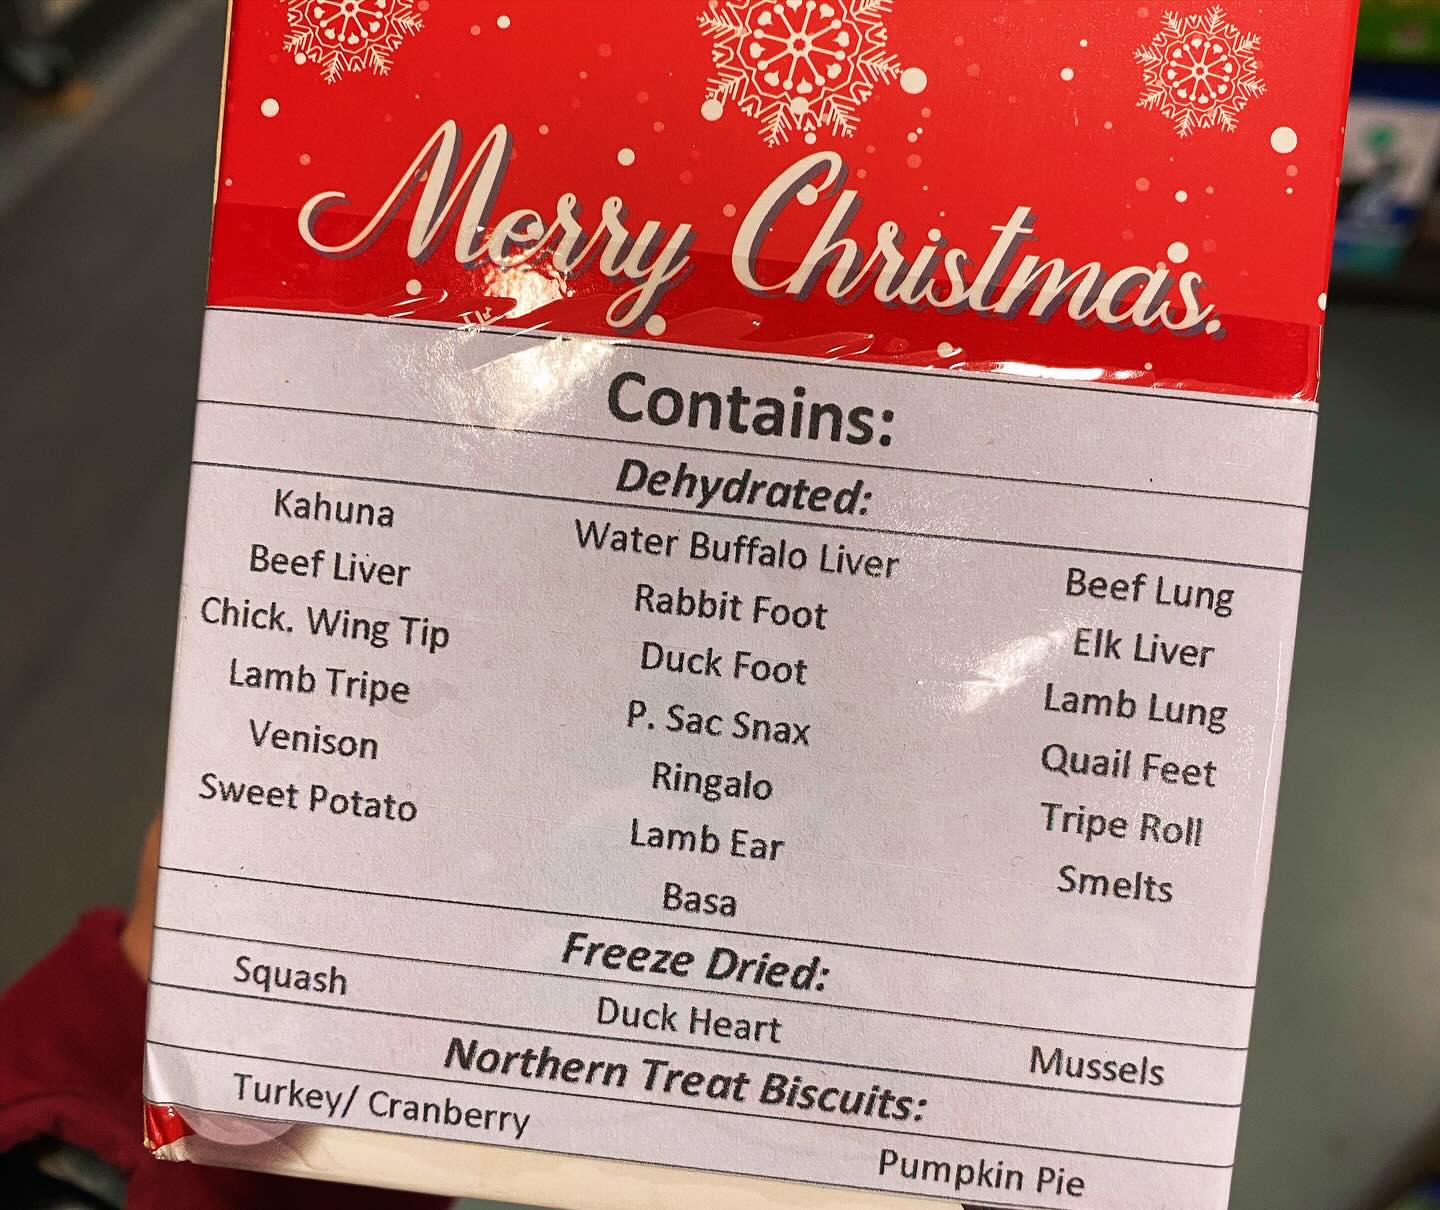 Merry Christmas.
Contains:
Dehydrated:
Kahuna Water Buffalo Liver Beef Lung
Beef Liver Rabbit Foot Elk Liver
Chick. Wing Tip Duck Foot Lamb Lung
Lamb Tripe P. Sac Snax Quail Feet
Venison Ringalo Tripe Roll
Sweet Potato Lamb Ear Smelts
Basa
Freeze Dried:
Squash Duck Heart Mussels
Northern Treat Biscuits:
Turkey/ Cranberry Pumpkin Pie